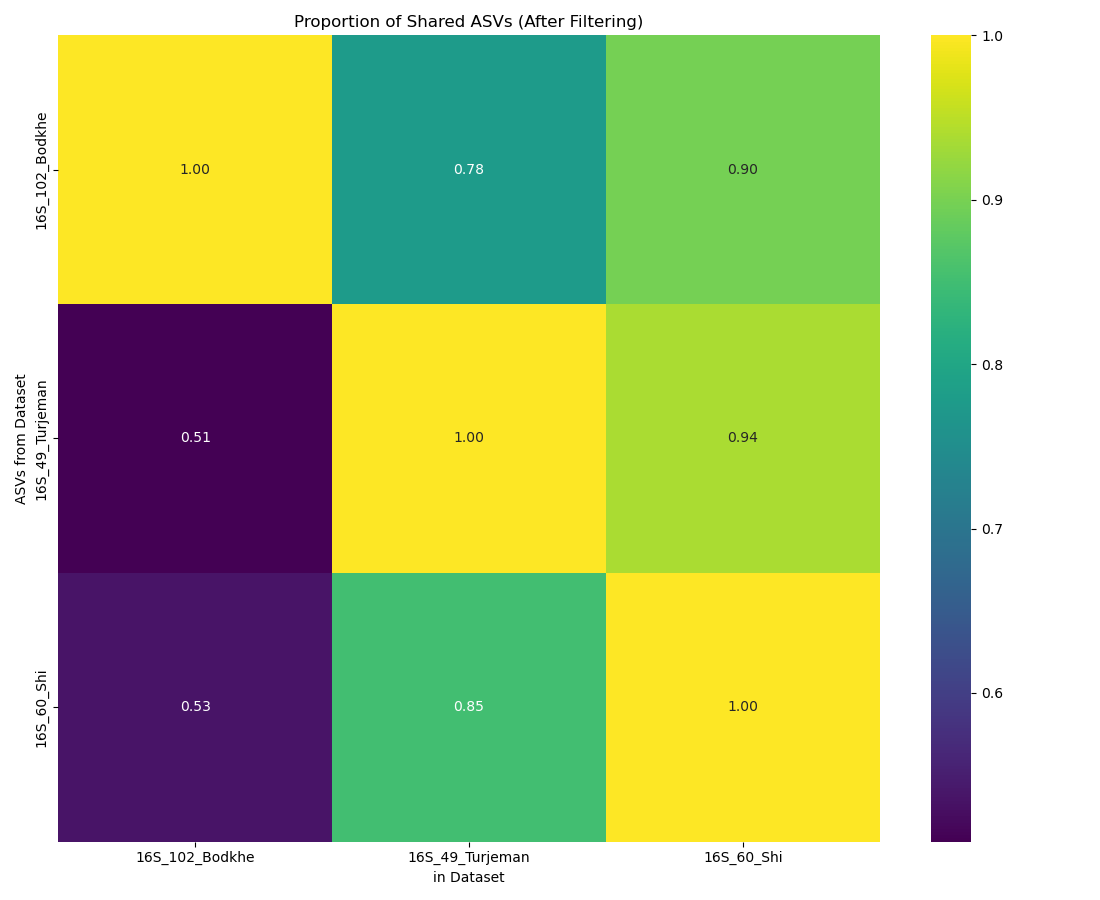 Proportion of Shared ASVs (After Filtering)
ASVs from Dataset
16S_102_Bodkhe
1.00
0.78
0.90
16S_49_Turjeman
0.51
1.00
0.94
16S_60_Shi
0.53
0.85
1.00
16S_102_Bodkhe
16S_49_Turjeman
16S_60_Shi
in Dataset
1.0
0.9
0.8
0.7
0.6